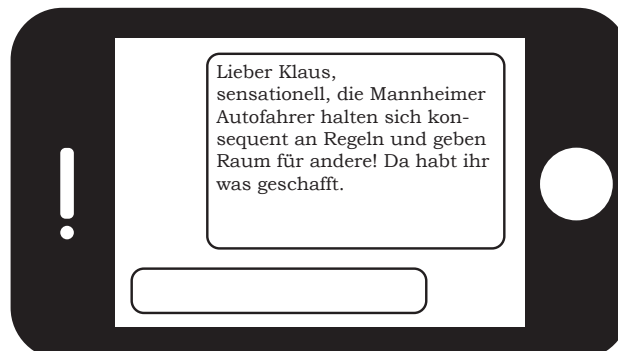 Lieber Klaus,
sensationell, die Mannheimer
Autofahrer halten sich kon-
sequent an Regeln und geben
Raum für andere! Da habt ihr
was geschafft.